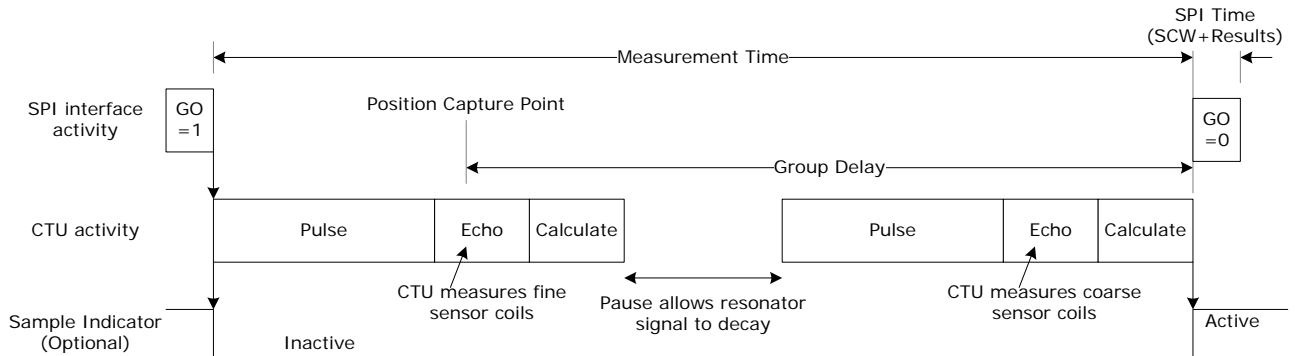 SPI Time
(SCW+Results)
Measurement Time
SPI interface
activity
GO
=1
Position Capture Point
GO
=0
Group Delay
CTU activity
Pulse
Echo
Calculate
Pulse
Echo
Calculate
CTU measures fine
sensor coils
Pause allows resonator
signal to decay
CTU measures coarse
sensor coils
Sample Indicator
(Optional)
Inactive
Active